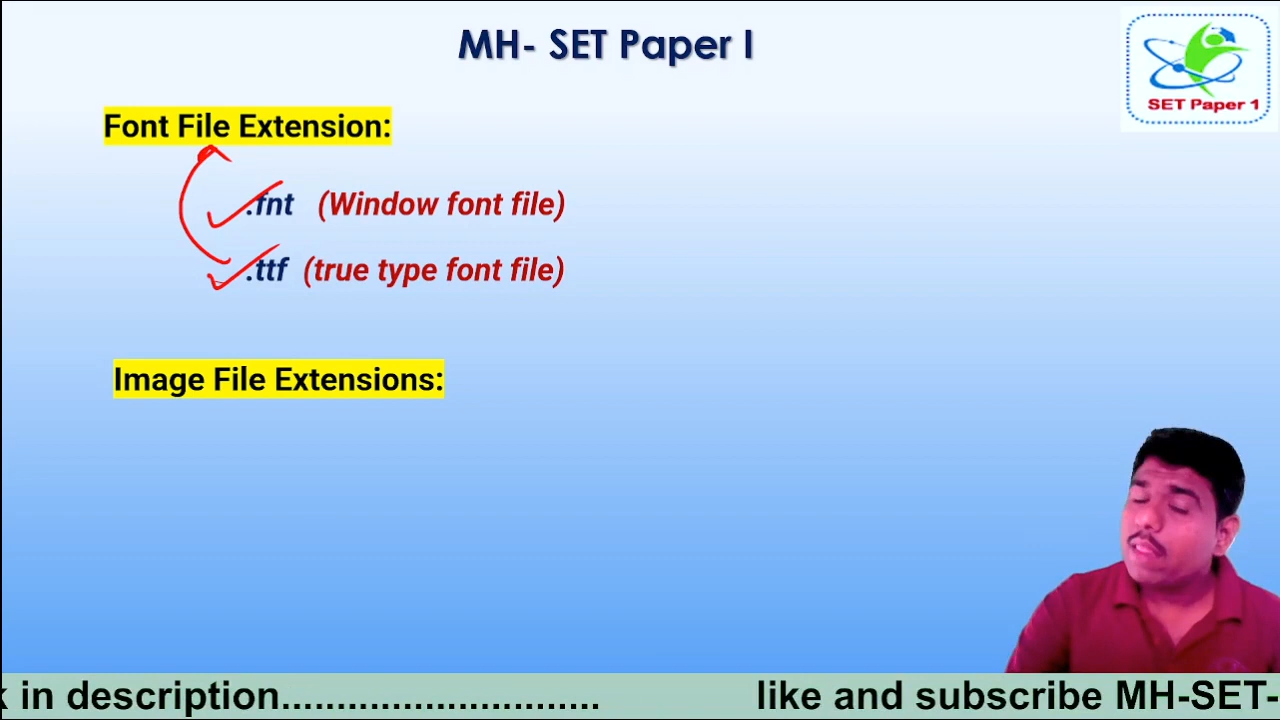 MH- SET Paper I
SET Paper 1
Font File Extension:
.fnt (Window font file)
.ttf (true type font file)
Image File Extensions:
in description............................. like and subscribe MH-SET-